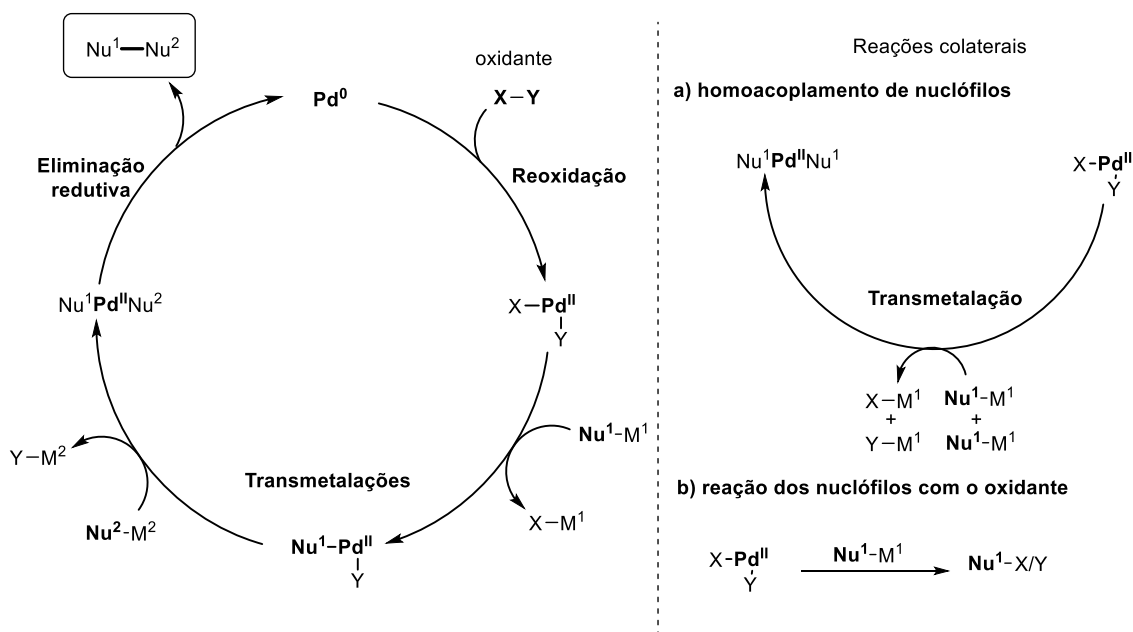 Nu¹—Nu²
Pd⁰
oxidante
X–Y
Eliminação
redutiva
Reoxidação
Nu¹PdᴵᴵNu²
X–Pdᴵᴵ
Y
Nu¹-M¹
Y–M²
Transmetalações
X–M¹
Nu²-M²
Nu¹–Pdᴵᴵ
Y
Reações colaterais
a) homoacoplamento de nuclófilos
Nu¹PdᴵᴵNu¹
X-Pdᴵᴵ
Y
Transmetalação
X–M¹ Nu¹-M¹
+ +
Y–M¹ Nu¹-M¹
b) reação dos nuclófilos com o oxidante
X-Pdᴵᴵ
Y
Nu¹-M¹
Nu¹-X/Y